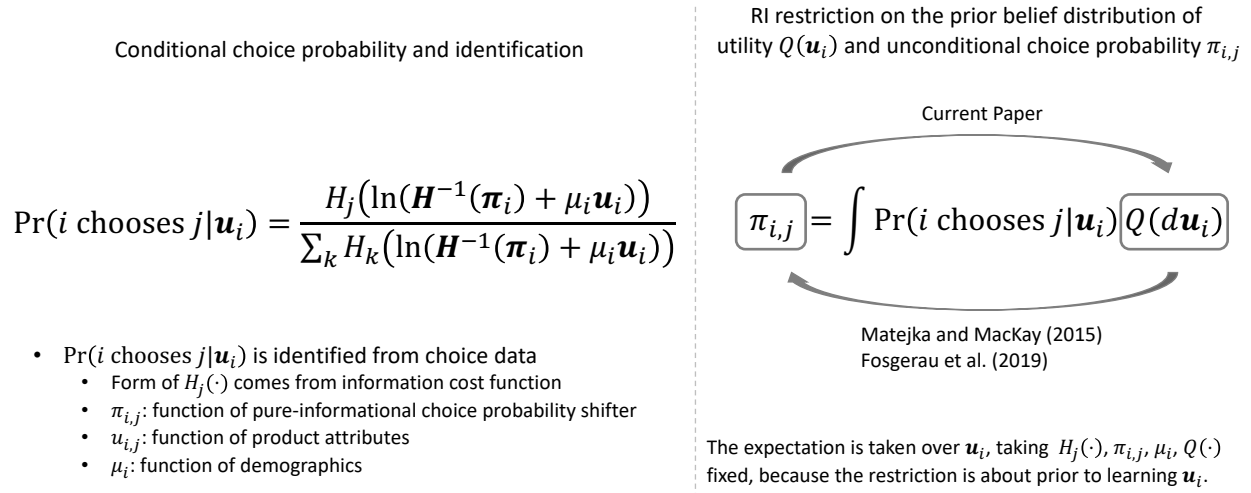 Conditional choice probability and identification
Pr(𝑖 chooses 𝑗|𝒖ᵢ) = 𝐻ⱼ(ln(𝑯⁻¹(𝝅ᵢ) + 𝜇ᵢ𝒖ᵢ)) / ∑ₖ 𝐻ₖ(ln(𝑯⁻¹(𝝅ᵢ) + 𝜇ᵢ𝒖ᵢ))
• Pr(𝑖 chooses 𝑗|𝒖ᵢ) is identified from choice data
• Form of 𝐻ⱼ(·) comes from information cost function
• 𝜋ᵢ,ⱼ: function of pure-informational choice probability shifter
• 𝑢ᵢ,ⱼ: function of product attributes
• 𝜇ᵢ: function of demographics
RI restriction on the prior belief distribution of
utility 𝑄(𝒖ᵢ) and unconditional choice probability 𝜋ᵢ,ⱼ
Current Paper
𝜋ᵢ,ⱼ = ∫ Pr(𝑖 chooses 𝑗|𝒖ᵢ) 𝑄(𝑑𝒖ᵢ)
Matejka and MacKay (2015)
Fosgerau et al. (2019)
The expectation is taken over 𝒖ᵢ, taking 𝐻ⱼ(·), 𝜋ᵢ,ⱼ, 𝜇ᵢ, 𝑄(·)
fixed, because the restriction is about prior to learning 𝒖ᵢ.